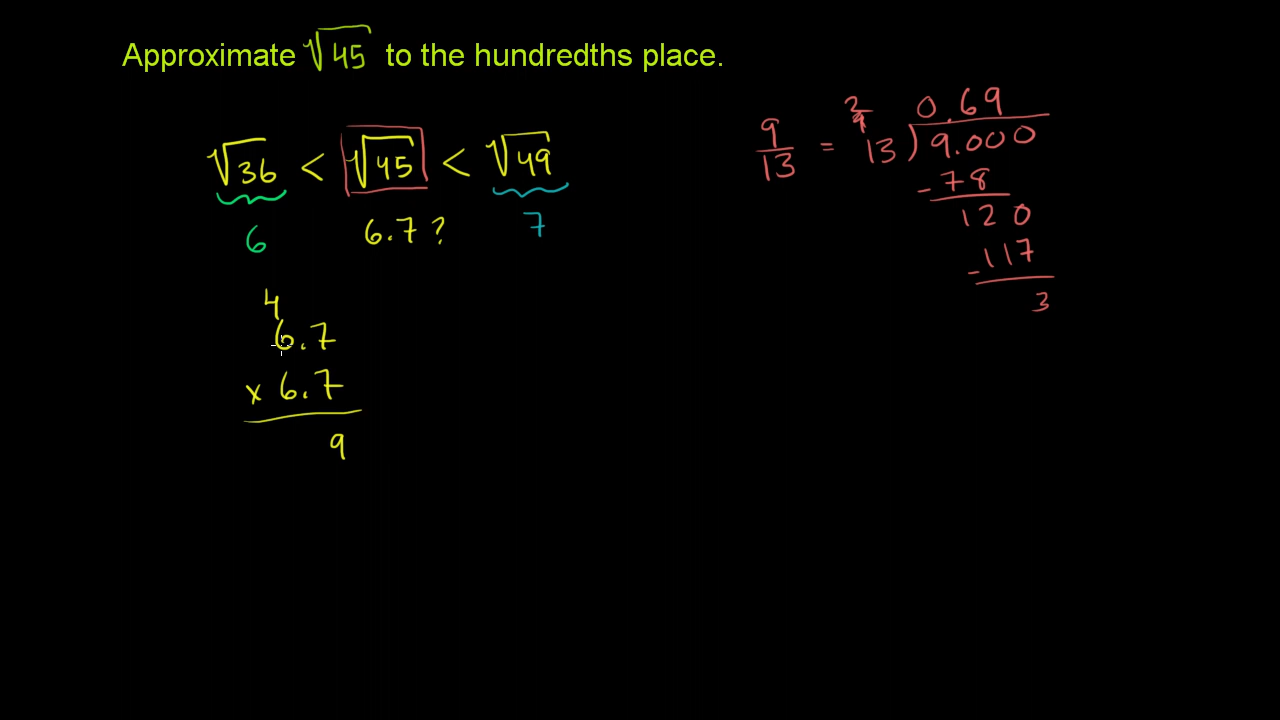 Approximate √45 to the hundredths place.
√36 < √45 < √49
6 6.7? 7
4
6.7
x 6.7
9
9/13 = 13)9.000
0.69
-78
120
-117
3